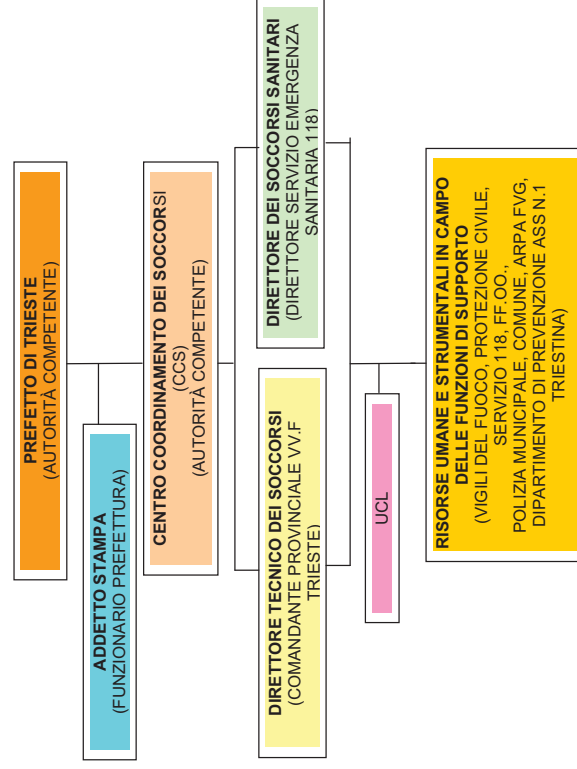 PREFETTO DI TRIESTE
(AUTORITÀ COMPETENTE)
ADDETTO STAMPA
(FUNZIONARIO PREFETTURA)
CENTRO COORDINAMENTO DEI SOCCORSI
(CCS)
(AUTORITÀ COMPETENTE)
DIRETTORE TECNICO DEI SOCCORSI
(COMANDANTE PROVINCIALE VV.F
TRIESTE)
DIRETTORE DEI SOCCORSI SANITARI
(DIRETTORE SERVIZIO EMERGENZA
SANITARIA 118)
UCL
RISORSE UMANE E STRUMENTALI IN CAMPO
DELLE FUNZIONI DI SUPPORTO
(VIGILI DEL FUOCO, PROTEZIONE CIVILE,
SERVIZIO 118, FF.OO.,
POLIZIA MUNICIPALE, COMUNE, ARPA FVG,
DIPARTIMENTO DI PREVENZIONE ASS N.1
TRIESTINA)